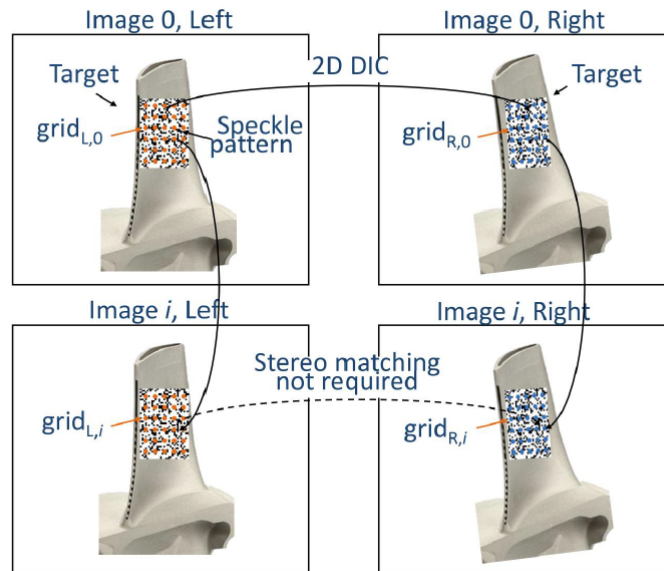 Image 0, Left
Image 0, Right
Target
2D DIC
Target
grid_L,0
Speckle
pattern
grid_R,0
Image i, Left
Image i, Right
Stereo matching
not required
grid_L,i
grid_R,i